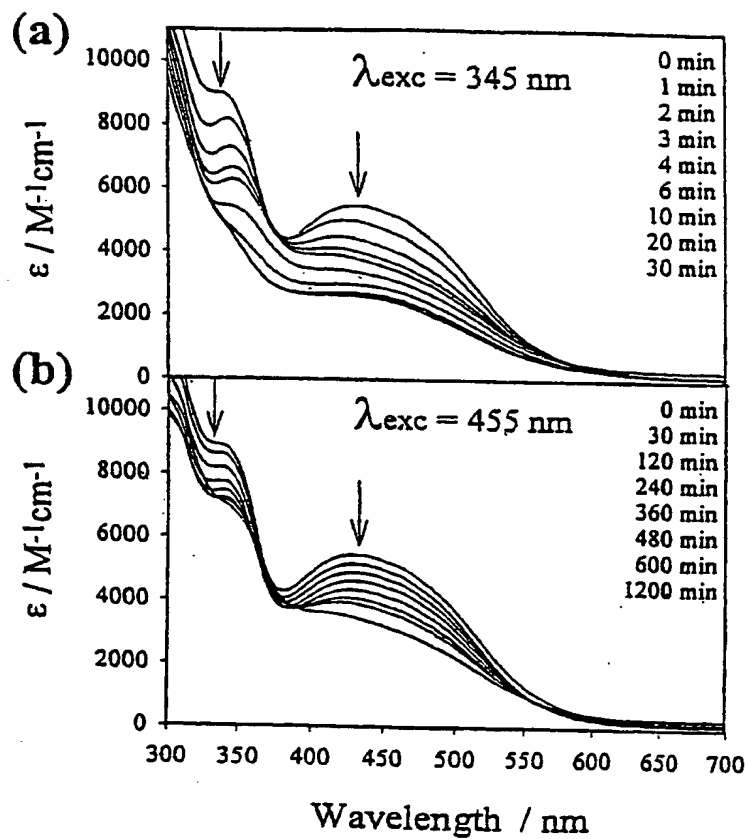 (a)
λexc = 345 nm
0 min
1 min
2 min
3 min
4 min
6 min
10 min
20 min
30 min
ε / M-1cm-1
10000
8000
6000
4000
2000
0
(b)
λexc = 455 nm
0 min
30 min
120 min
240 min
360 min
480 min
600 min
1200 min
ε / M-1cm-1
10000
8000
6000
4000
2000
0
300 350 400 450 500 550 600 650 700
Wavelength / nm